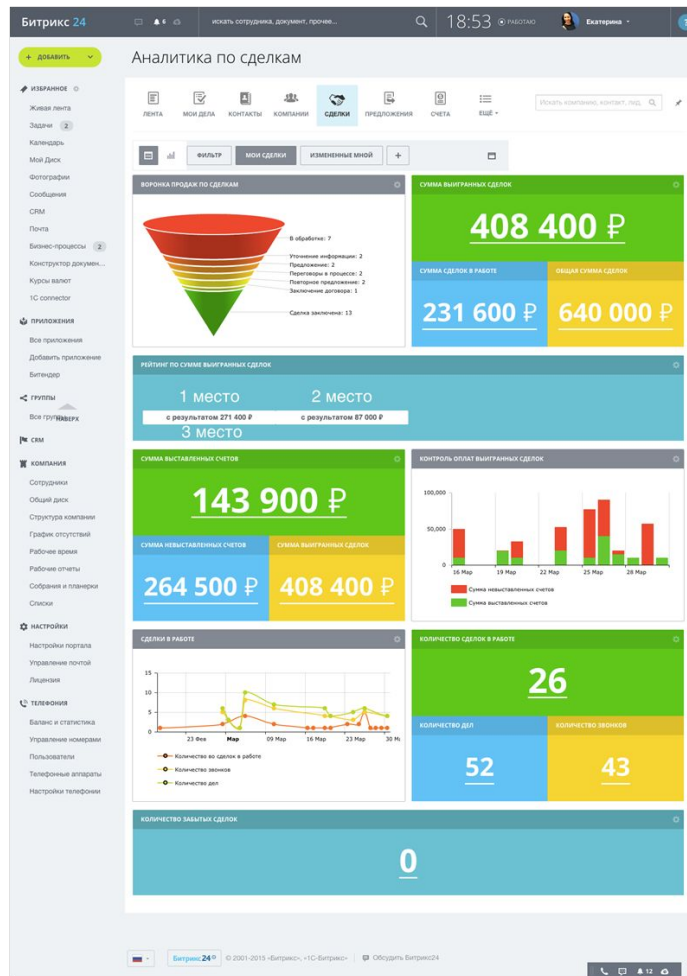 Битрикс 24
6
искать сотрудника, документ, прочее...
18:53
РАБОТАЮ
Екатерина
+ ДОБАВИТЬ
Аналитика по сделкам
ИЗБРАННОЕ
Живая лента
Задачи 2
Календарь
Мой Диск
Фотографии
Сообщения
CRM
Почта
Бизнес-процессы 2
Конструктор докумен...
Курсы валют
1С connector
ПРИЛОЖЕНИЯ
Все приложения
Добавить приложение
Битендер
ГРУППЫ
НАВЕРХ
CRM
КОМПАНИЯ
Сотрудники
Общий диск
Структура компании
График отсутствий
Рабочее время
Рабочие отчеты
Собрания и планерки
Списки
НАСТРОЙКИ
Настройки портала
Управление почтой
Лицензия
ТЕЛЕФОНИЯ
Баланс и статистика
Управление номерами
Пользователи
Телефонные аппараты
Настройки телефонии
ЛЕНТА
МОИ ДЕЛА
КОНТАКТЫ
КОМПАНИИ
СДЕЛКИ
ПРЕДЛОЖЕНИЯ
СЧЕТА
ЕЩЁ
Искать компанию, контакт, лид
ФИЛЬТР
МОИ СДЕЛКИ
ИЗМЕНЕННЫЕ МНОЙ
+
ВОРОНКА ПРОДАЖ ПО СДЕЛКАМ
В обработке: 7
Уточнение информации: 2
Предложение: 2
Переговоры в процессе: 2
Повторное предложение: 2
Заключение договора: 1
Сделка заключена: 13
СУММА ВЫИГРАННЫХ СДЕЛОК
408 400 ₽
СУММА СДЕЛОК В РАБОТЕ
231 600 ₽
ОБЩАЯ СУММА СДЕЛОК
640 000 ₽
РЕЙТИНГ ПО СУММЕ ВЫИГРАННЫХ СДЕЛОК
1 место
2 место
с результатом 271 400 ₽
с результатом 87 000 ₽
3 место
СУММА ВЫСТАВЛЕННЫХ СЧЕТОВ
143 900 ₽
СУММА НЕВЫСТАВЛЕННЫХ СЧЕТОВ
264 500 ₽
СУММА ВЫИГРАННЫХ СДЕЛОК
408 400 ₽
КОНТРОЛЬ ОПЛАТ ВЫИГРАННЫХ СДЕЛОК
100,000
50,000
0
16 Мар 19 Мар 22 Мар 25 Мар 28 Мар
Сумма невыставленных счетов
Сумма выставленных счетов
СДЕЛКИ В РАБОТЕ
15
10
5
0
23 Фев Мар 09 Мар 16 Мар 23 Мар
Количество во сделок в работе
Количество звонков
Количество дел
КОЛИЧЕСТВО СДЕЛОК В РАБОТЕ
26
КОЛИЧЕСТВО ДЕЛ
52
КОЛИЧЕСТВО ЗВОНКОВ
43
КОЛИЧЕСТВО ЗАБЫТЫХ СДЕЛОК
0
Битрикс24
© 2001-2015 «Битрикс», «1С-Битрикс»
Обсудить Битрикс24
12